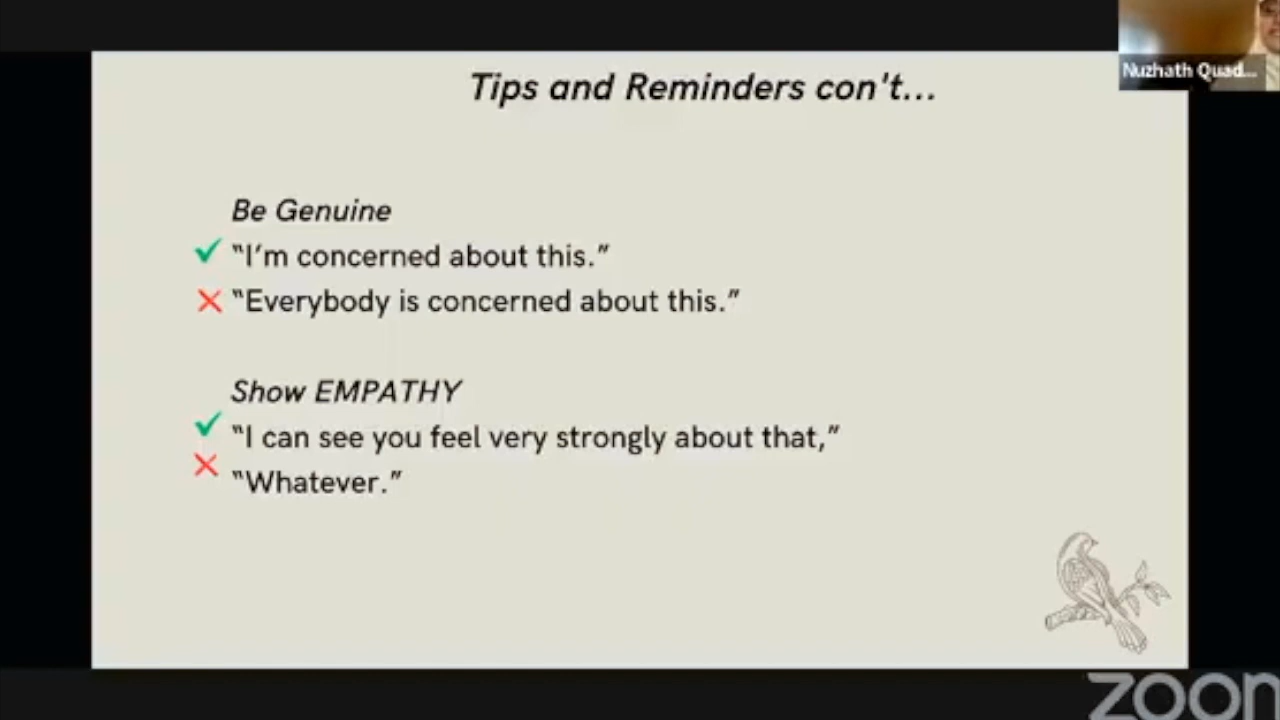 Nuzhath Quad...
Tips and Reminders con't...
Be Genuine
“I’m concerned about this.”
“Everybody is concerned about this.”
Show EMPATHY
“I can see you feel very strongly about that,”
“Whatever.”
zoom